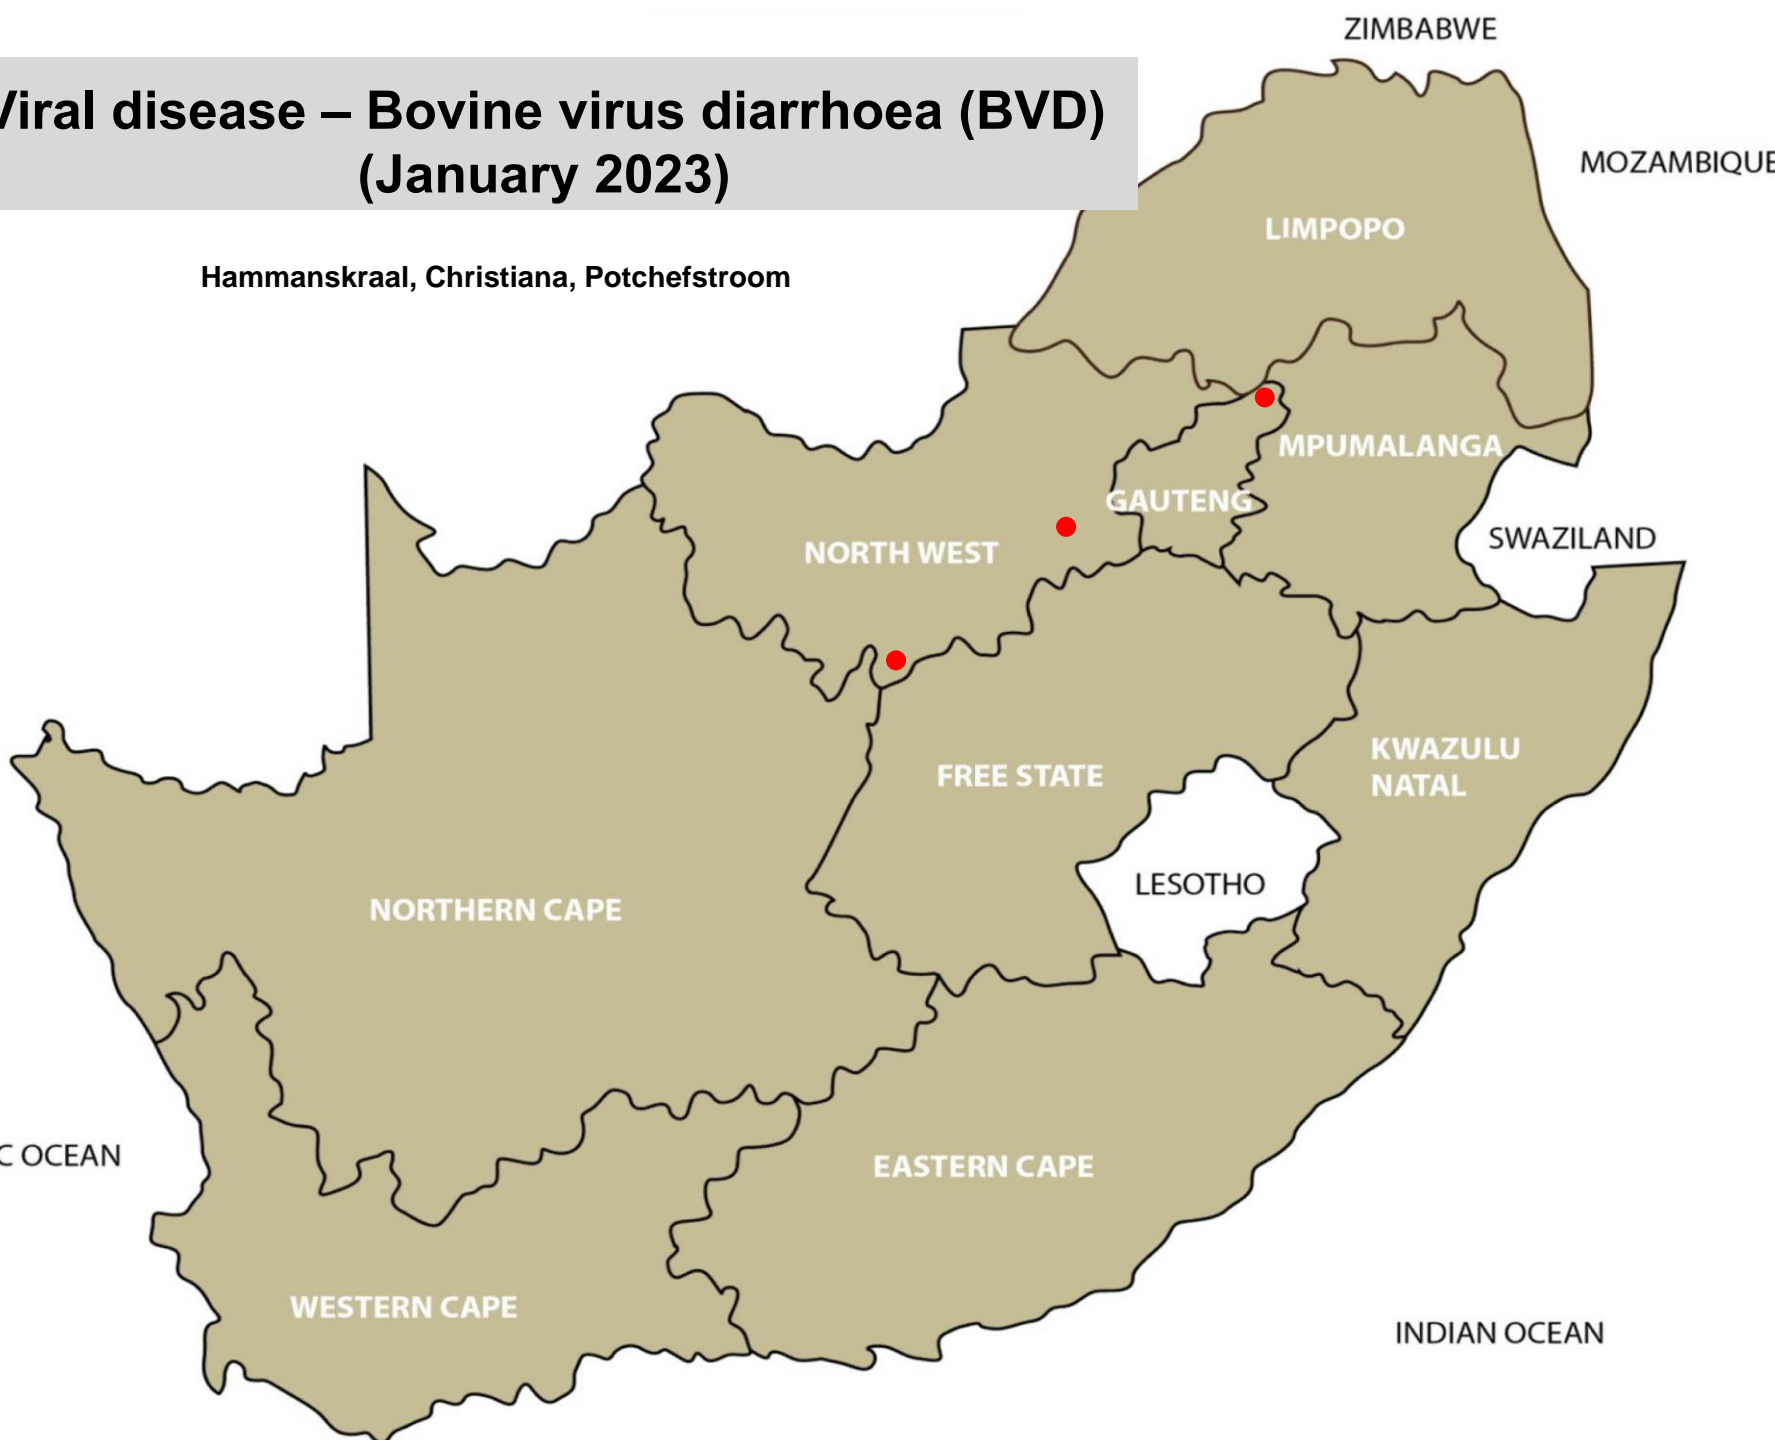 ZIMBABWE
Viral disease – Bovine virus diarrhoea (BVD)
(January 2023)
MOZAMBIQUE
LIMPOPO
Hammanskraal, Christiana, Potchefstroom
MPUMALANGA
GAUTENG
SWAZILAND
NORTH WEST
KWAZULU
NATAL
FREE STATE
LESOTHO
NORTHERN CAPE
C OCEAN
EASTERN CAPE
WESTERN CAPE
INDIAN OCEAN